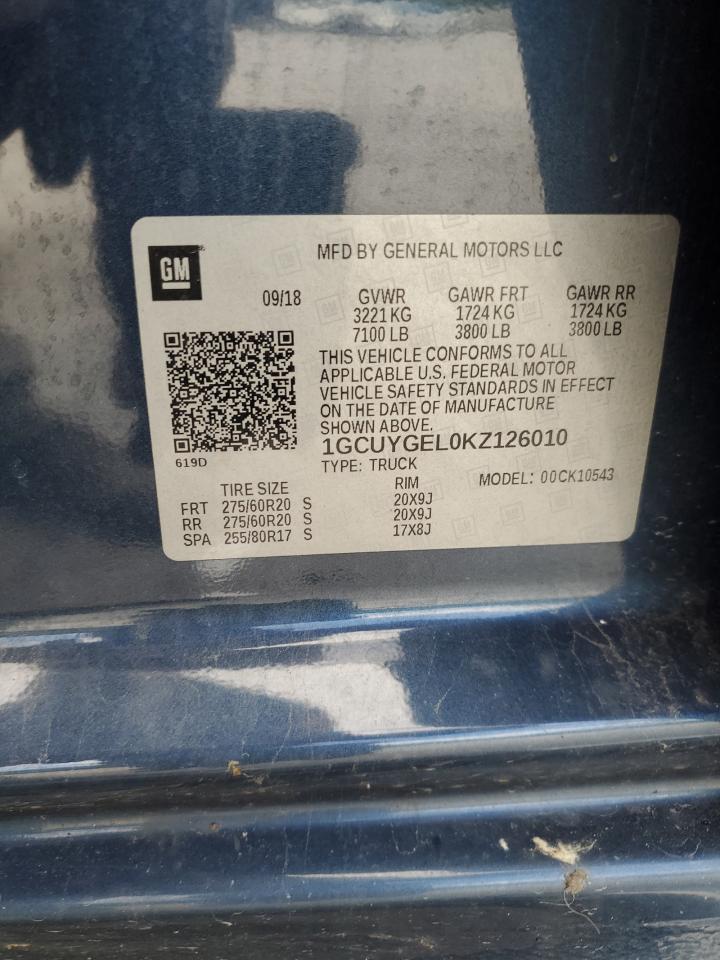 GM
MFD BY GENERAL MOTORS LLC
09/18 GVWR GAWR FRT GAWR RR
3221 KG 1724 KG 1724 KG
7100 LB 3800 LB 3800 LB
THIS VEHICLE CONFORMS TO ALL
APPLICABLE U.S. FEDERAL MOTOR
VEHICLE SAFETY STANDARDS IN EFFECT
ON THE DATE OF MANUFACTURE
SHOWN ABOVE.
1GCUYGEL0KZ126010
619D TYPE: TRUCK MODEL: 00CK10543
TIRE SIZE RIM
FRT 275/60R20 S 20X9J
RR 275/60R20 S 20X9J
SPA 255/80R17 S 17X8J